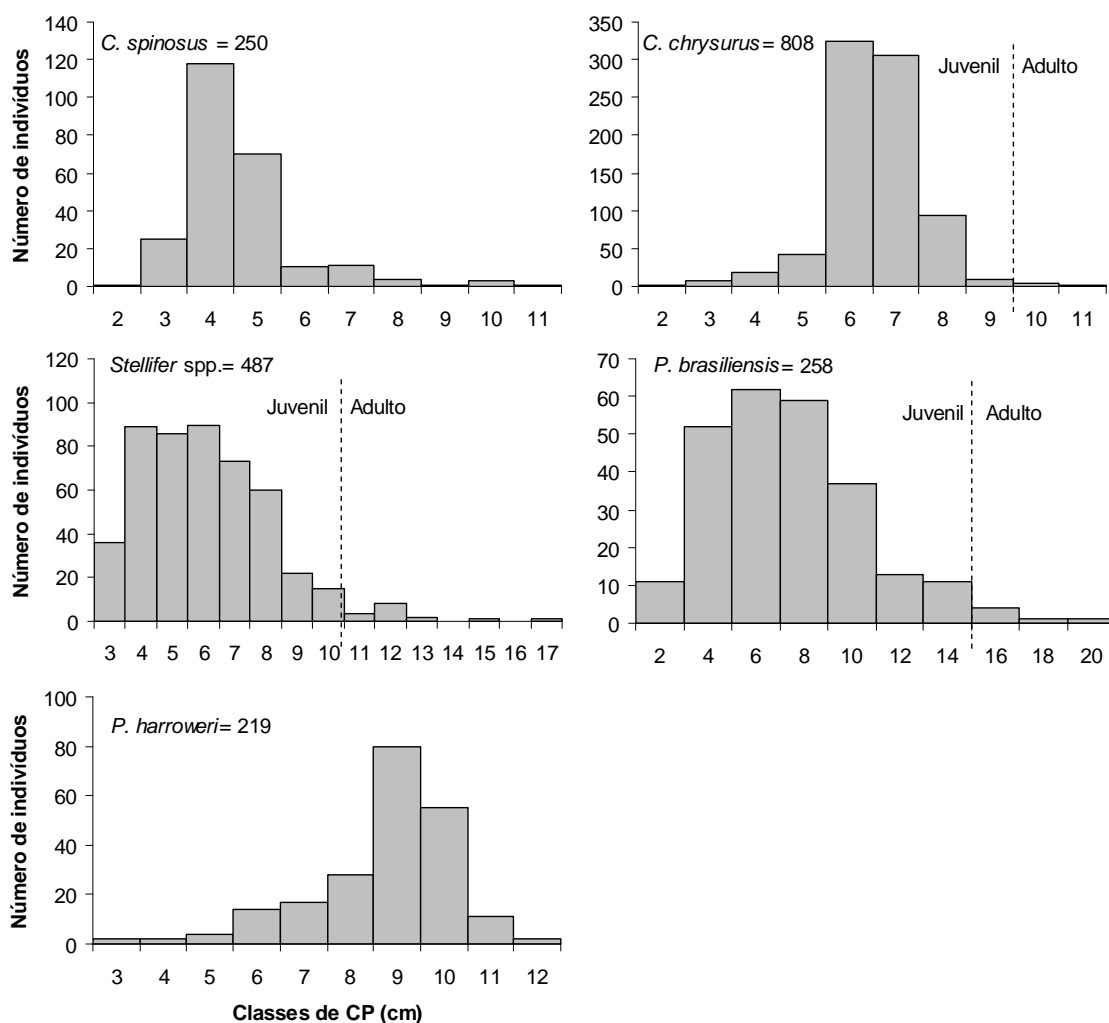 C. spinosus = 250
Número de indivíduos
140
120
100
80
60
40
20
0
2 3 4 5 6 7 8 9 10 11
C. chrysurus= 808
Juvenil Adulto
350
300
250
200
150
100
50
0
2 3 4 5 6 7 8 9 10 11
Stellifer spp.= 487
Juvenil Adulto
Número de indivíduos
120
100
80
60
40
20
0
3 4 5 6 7 8 9 10 11 12 13 14 15 16 17
P. brasiliensis= 258
Juvenil Adulto
70
60
50
40
30
20
10
0
2 4 6 8 10 12 14 16 18 20
P. harroweri= 219
Número de indivíduos
100
80
60
40
20
0
3 4 5 6 7 8 9 10 11 12
Classes de CP (cm)